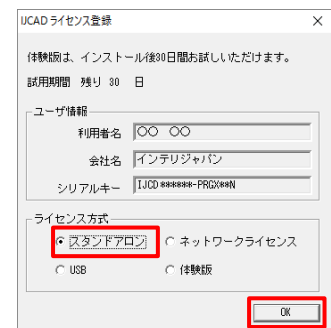 IJCAD ライセンス登録
体験版は、インストール後30日間お試しいただけます。
試用期間 残り 30 日
ユーザ情報
利用者名 〇〇 〇〇
会社名 インテリジャパン
シリアルキー IJCD******-PRGX**N
ライセンス方式
スタンドアロン ネットワークライセンス
USB 体験版
OK